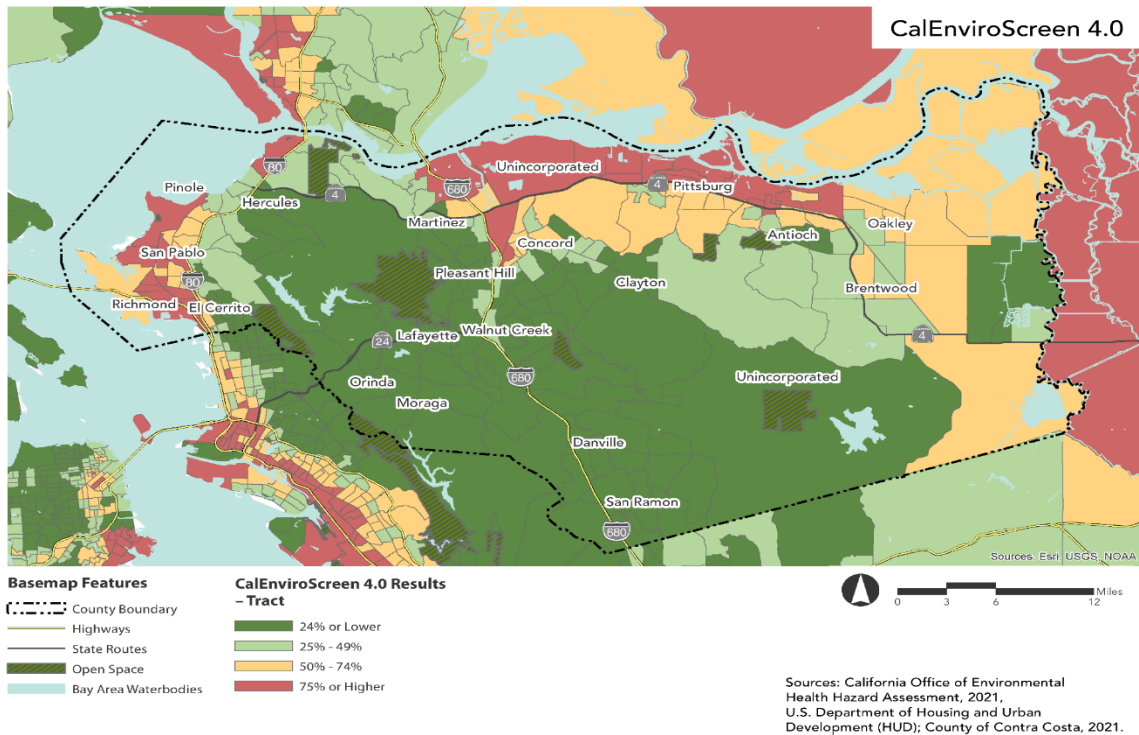 CalEnviroScreen 4.0
80
Unincorporated
680
4
Pittsburg
Pinole
Hercules
4
Martinez
Oakley
Antioch
San Pablo
Concord
80
Pleasant Hill
Clayton
Brentwood
Richmond
El Cerrito
Walnut Creek
Lafayette
24
4
680
Orinda
Unincorporated
Moraga
Danville
San Ramon
680
Sources: Esri, USGS, NOAA
Basemap Features
County Boundary
Highways
State Routes
Open Space
Bay Area Waterbodies
CalEnviroScreen 4.0 Results
– Tract
24% or Lower
25% - 49%
50% - 74%
75% or Higher
Miles
0 3 6 12
Sources: California Office of Environmental
Health Hazard Assessment, 2021,
U.S. Department of Housing and Urban
Development (HUD); County of Contra Costa, 2021.